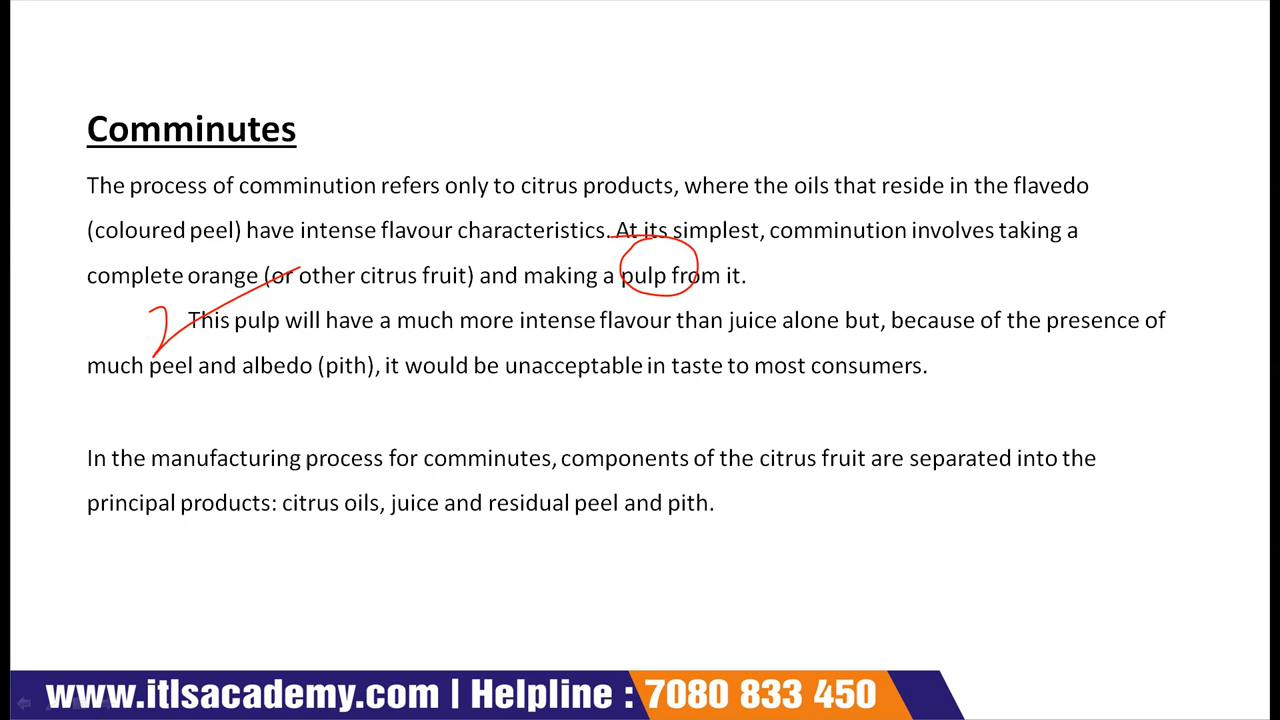 Comminutes
The process of comminution refers only to citrus products, where the oils that reside in the flavedo
(coloured peel) have intense flavour characteristics. At its simplest, comminution involves taking a
complete orange (or other citrus fruit) and making a pulp from it.
This pulp will have a much more intense flavour than juice alone but, because of the presence of
much peel and albedo (pith), it would be unacceptable in taste to most consumers.
In the manufacturing process for comminutes, components of the citrus fruit are separated into the
principal products: citrus oils, juice and residual peel and pith.
www.itlsacademy.com | Helpline : 7080 833 450